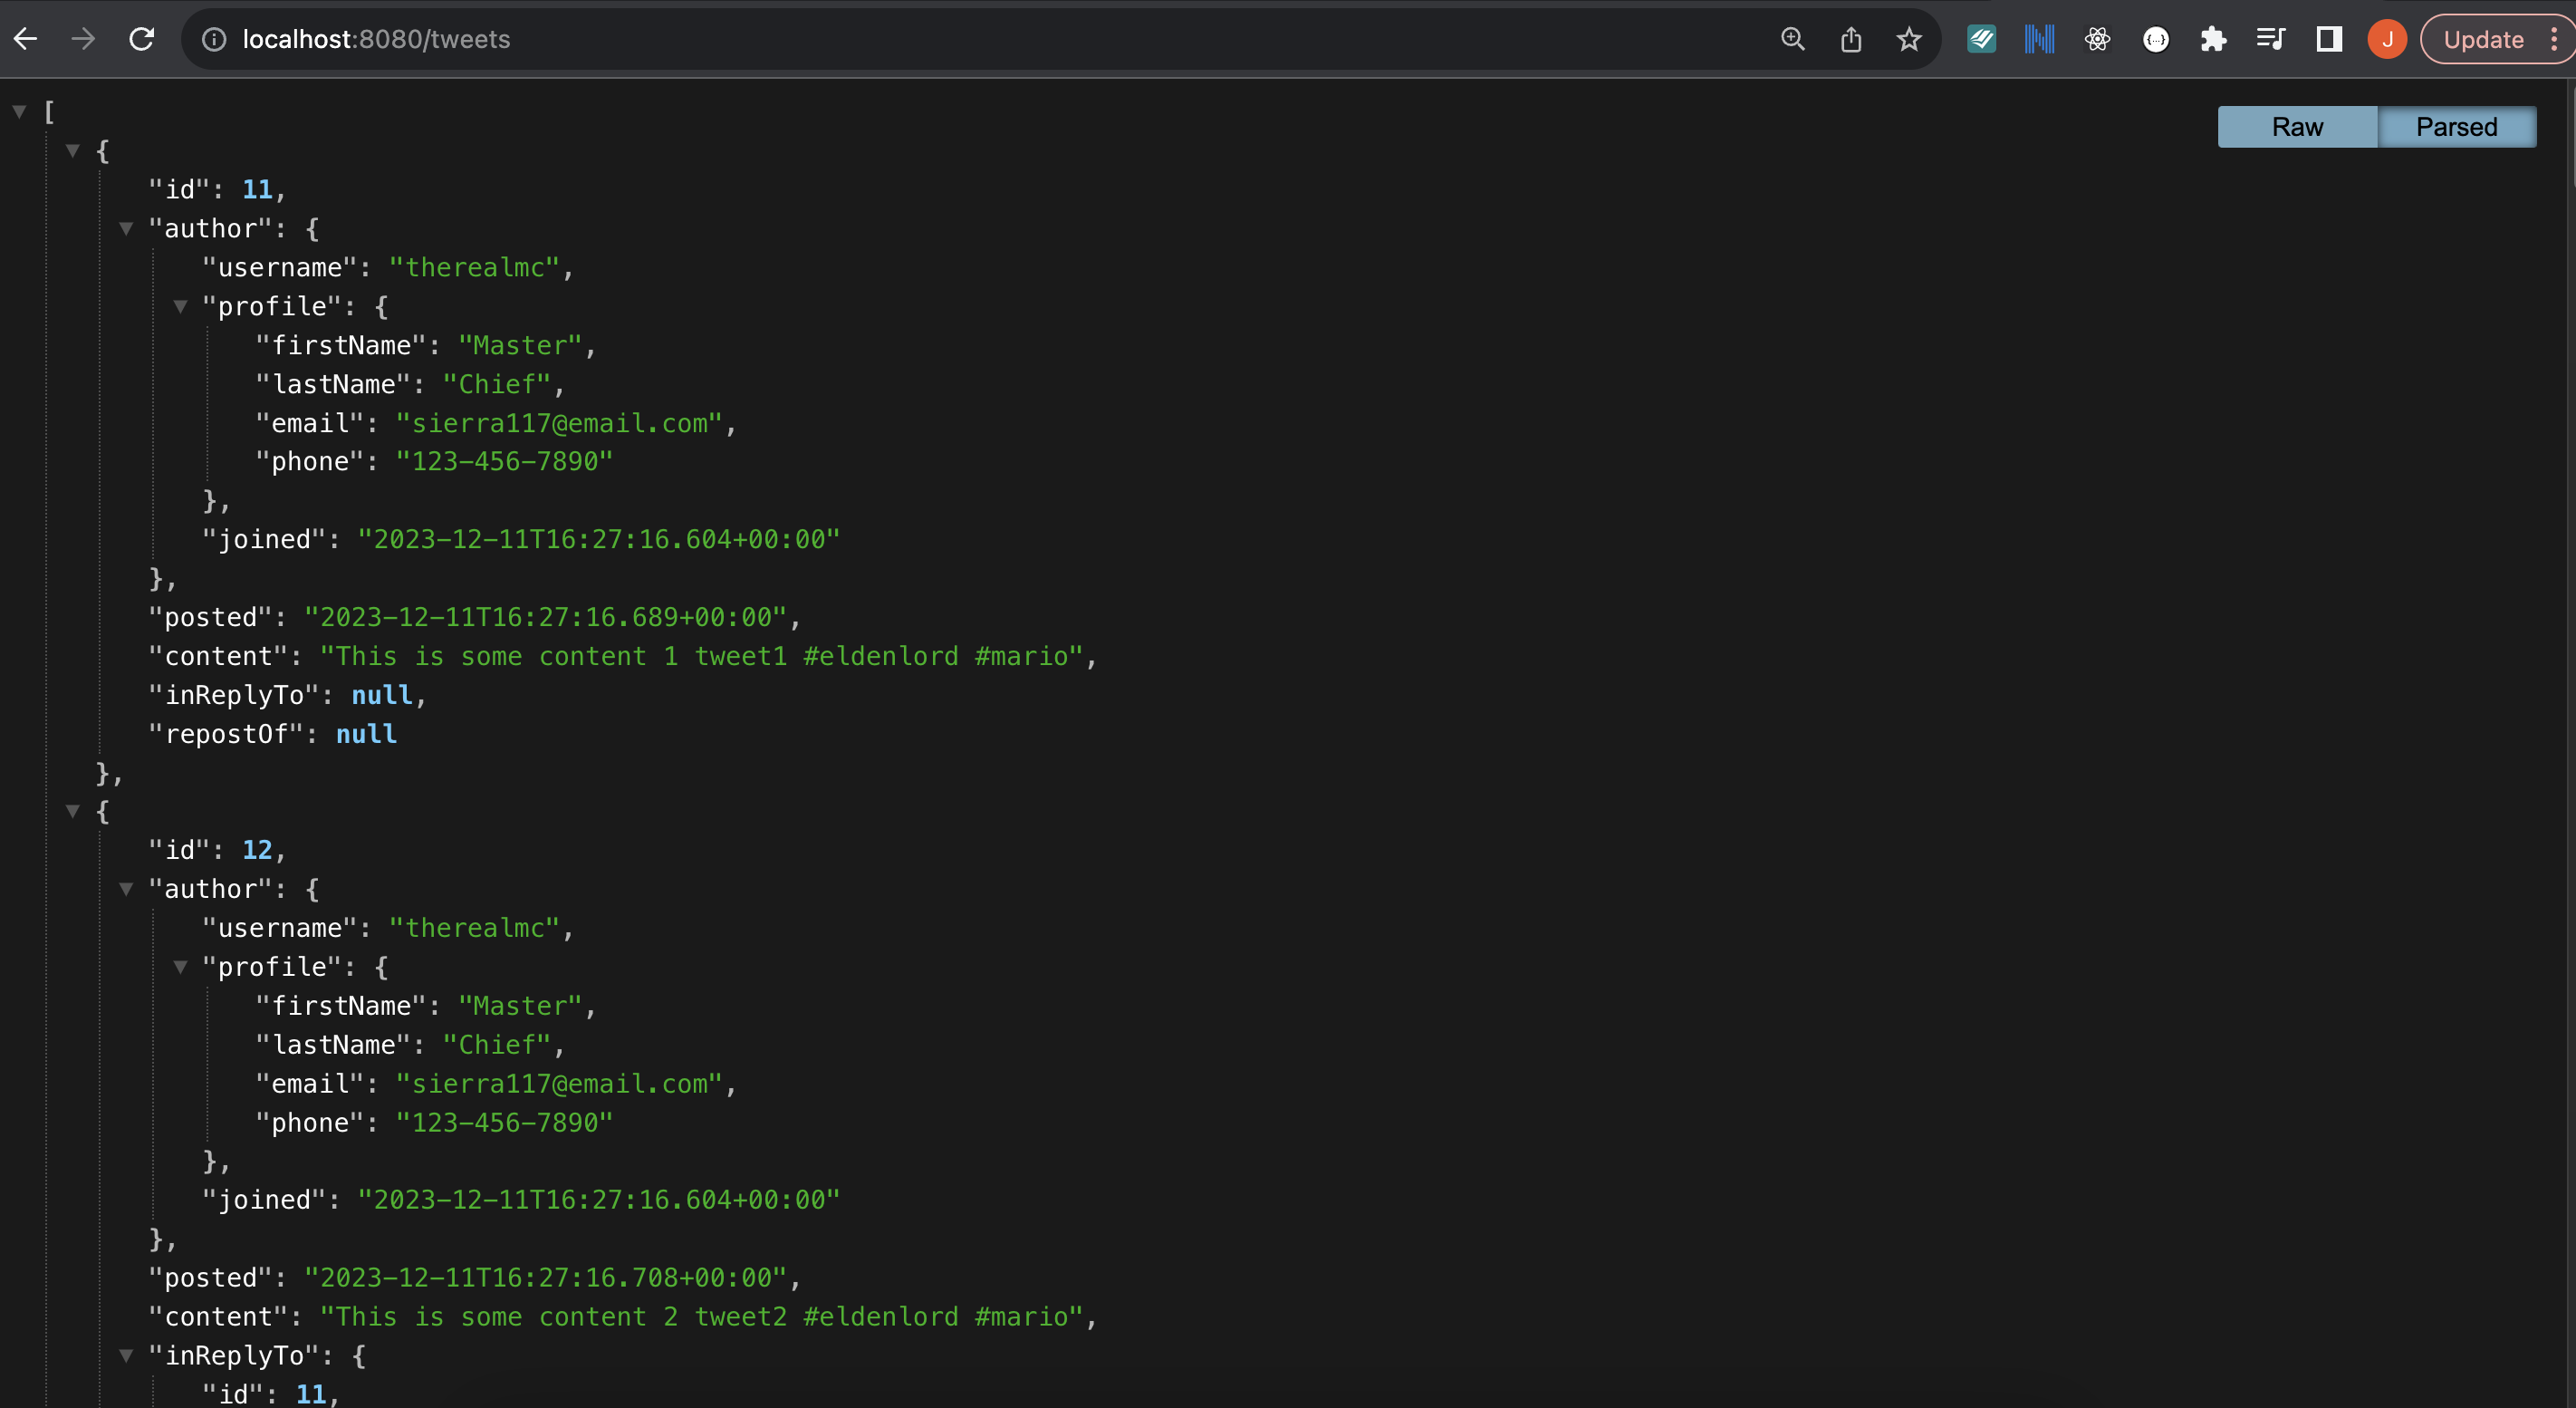 localhost:8080/tweets
J
Update
Raw
Parsed
[
{
"id": 11,
"author": {
"username": "therealmc",
"profile": {
"firstName": "Master",
"lastName": "Chief",
"email": "sierra117@email.com",
"phone": "123-456-7890"
},
"joined": "2023-12-11T16:27:16.604+00:00"
},
"posted": "2023-12-11T16:27:16.689+00:00",
"content": "This is some content 1 tweet1 #eldenlord #mario",
"inReplyTo": null,
"repostOf": null
},
{
"id": 12,
"author": {
"username": "therealmc",
"profile": {
"firstName": "Master",
"lastName": "Chief",
"email": "sierra117@email.com",
"phone": "123-456-7890"
},
"joined": "2023-12-11T16:27:16.604+00:00"
},
"posted": "2023-12-11T16:27:16.708+00:00",
"content": "This is some content 2 tweet2 #eldenlord #mario",
"inReplyTo": {
"id": 11,